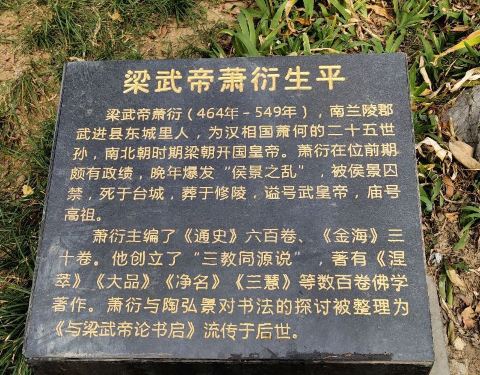 梁武帝萧衍生平
梁武帝萧衍(464年-549年),南兰陵郡
武进县东城里人,为汉相国萧何的二十五世
孙,南北朝时期梁朝开国皇帝。萧衍在位前期
颇有政绩,晚年爆发“侯景之乱”,被侯景囚
禁,死于台城,葬于修陵,谥号武皇帝,庙号
高祖。
萧衍主编了《通史》六百卷、《金海》三
十卷。他创立了“三教同源说”,著有《涅
萃》《大品》《净名》《三慧》等数百卷佛学
著作。萧衍与陶弘景对书法的探讨被整理为
《与梁武帝论书启》流传于后世。